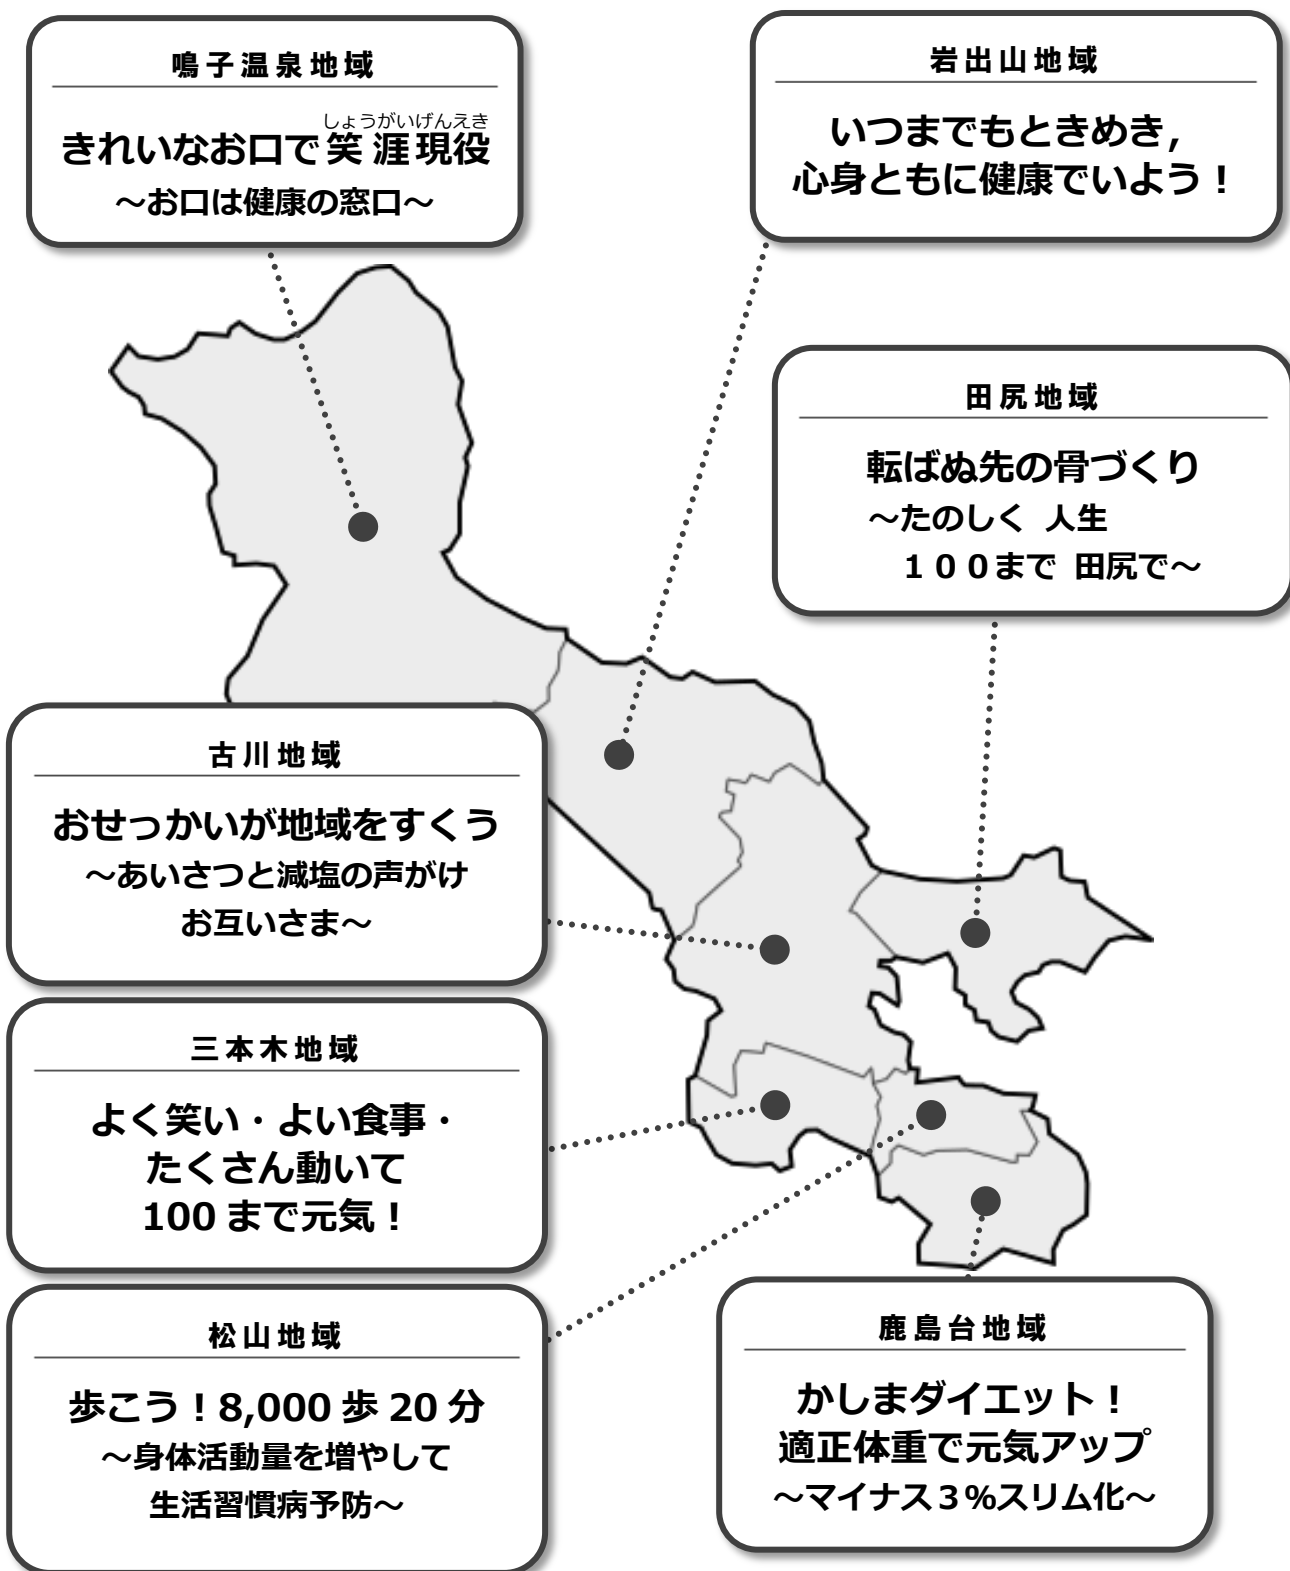 鳴子温泉地域
しょうがいげんえき
きれいなお口で笑涯現役
～お口は健康の窓口～
岩出山地域
いつまでもときめき，
心身ともに健康でいよう！
田尻地域
転ばぬ先の骨づくり
～たのしく 人生
１００まで 田尻で～
古川地域
おせっかいが地域をすくう
～あいさつと減塩の声がけ
お互いさま～
三本木地域
よく笑い・よい食事・
たくさん動いて
100 まで元気！
松山地域
歩こう！8,000 歩 20 分
～身体活動量を増やして
生活習慣病予防～
鹿島台地域
かしまダイエット！
適正体重で元気アップ
～マイナス３％スリム化～